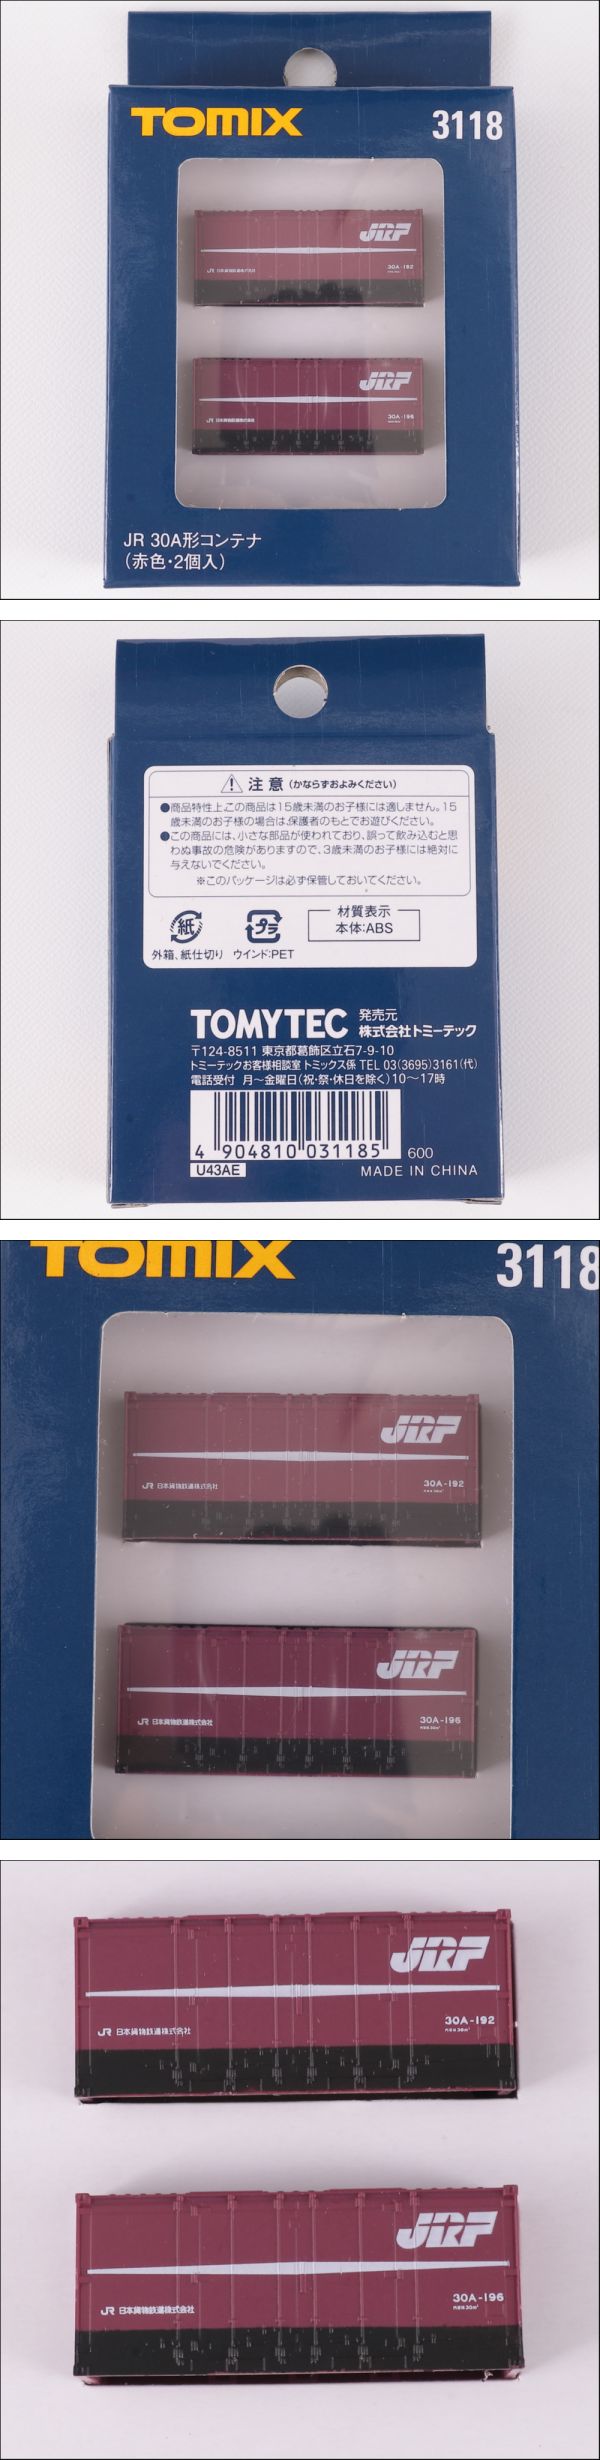 TOMIX
3118
JRF
JR 日本貨物鉄道株式会社
30A-192
JRF
JR 日本貨物鉄道株式会社
30A-196
JR 30A形コンテナ
(赤色・2個入)
注意 (かならずおよみください)
●商品特性上、この商品は15歳未満のお子様には適しません。15
歳未満のお子様の場合は、保護者のもとでお遊びください。
●この商品には、小さな部品が使われており、誤って飲み込むと思
わぬ事故の危険がありますので、3歳未満のお子様には絶対に
与えないでください。
※このパッケージは必ず保管しておいてください。
紙
外箱、紙仕切り
プラ
ウインド:PET
材質表示
本体:ABS
TOMYTEC
発売元
株式会社トミーテック
〒124-8511 東京都葛飾区立石7-9-10
トミーテックお客様相談室 トミックス係 TEL 03(3695)3161(代)
電話受付 月～金曜日(祝・祭・休日を除く)10～17時
4 904810 031185
600
U43AE
MADE IN CHINA
TOMIX
3118
JRF
JR 日本貨物鉄道株式会社
30A-192
JRF
JR 日本貨物鉄道株式会社
30A-196
JRF
JR 日本貨物鉄道株式会社
30A-192
JRF
JR 日本貨物鉄道株式会社
30A-196